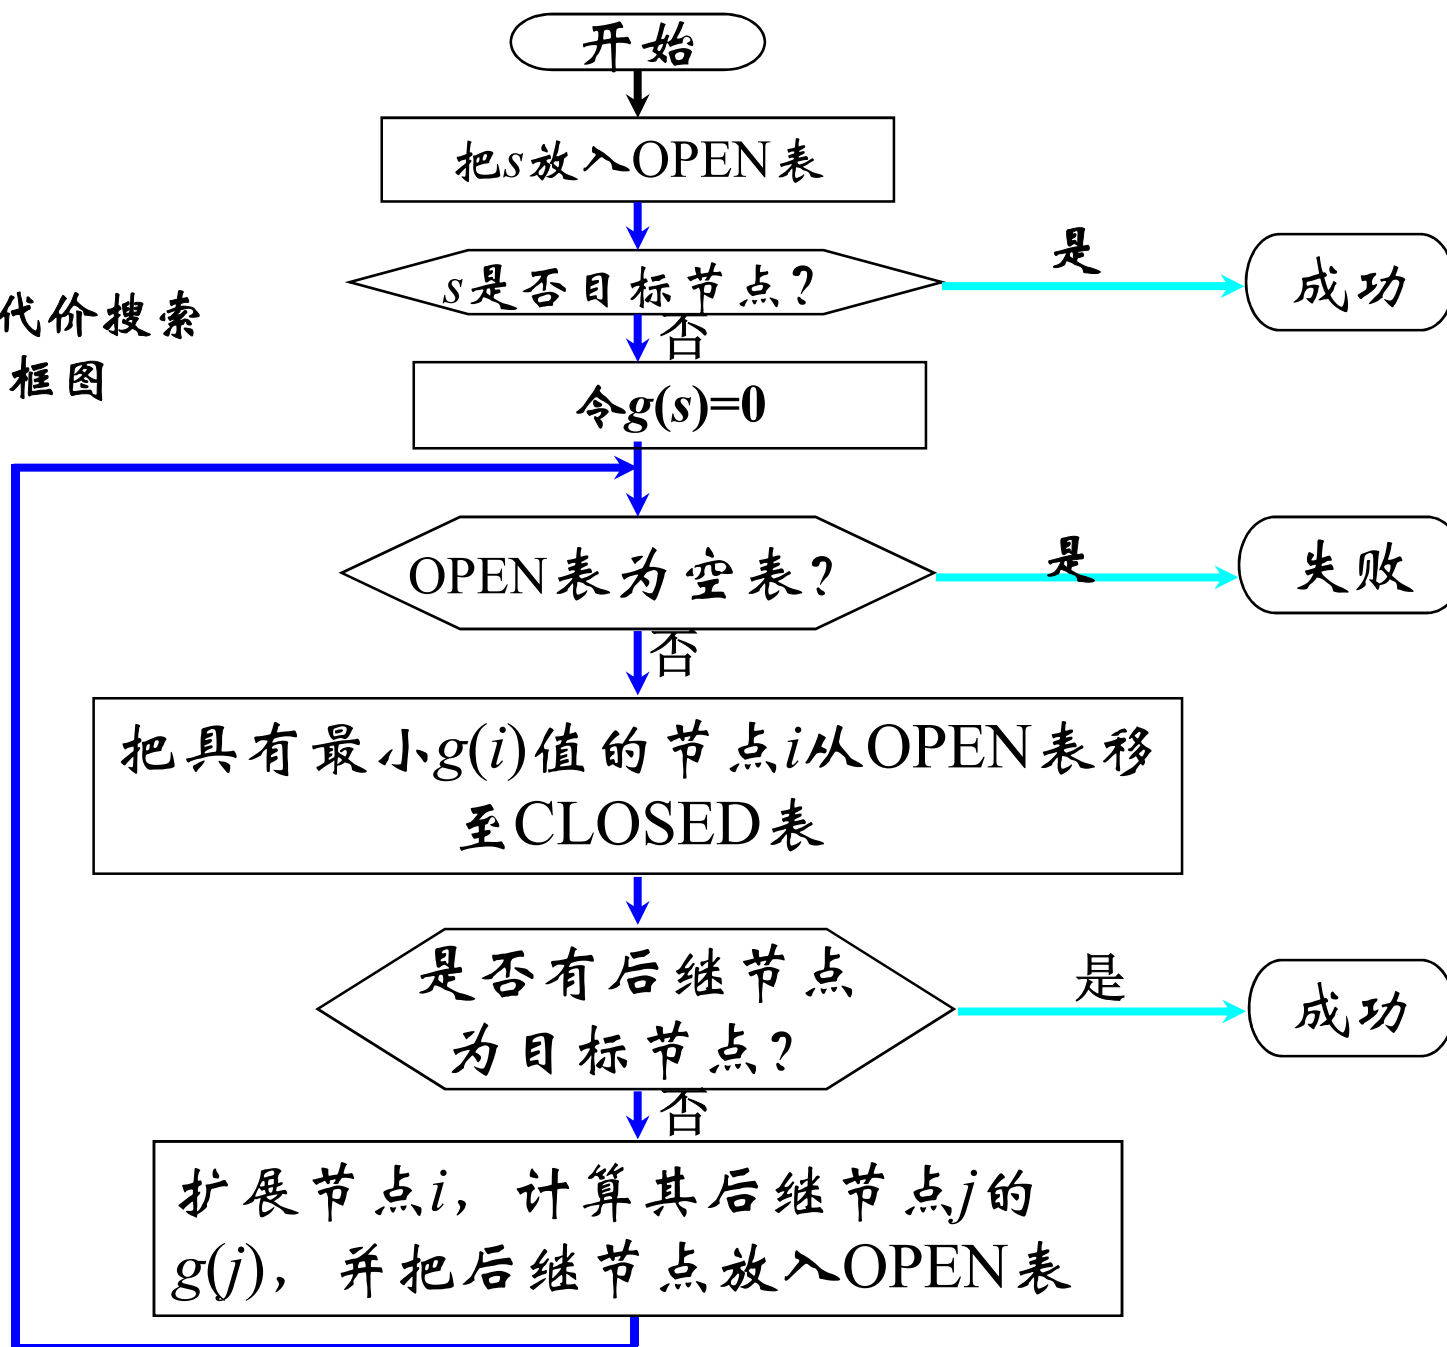 开始
把s放入OPEN表
s是否目标节点?
是
成功
否
代价搜索
框图
令g(s)=0
OPEN表为空表?
是
失败
否
把具有最小g(i)值的节点i从OPEN表移
至CLOSED表
是否有后继节点
为目标节点?
是
成功
否
扩展节点i，计算其后继节点j的
g(j)，并把后继节点放入OPEN表